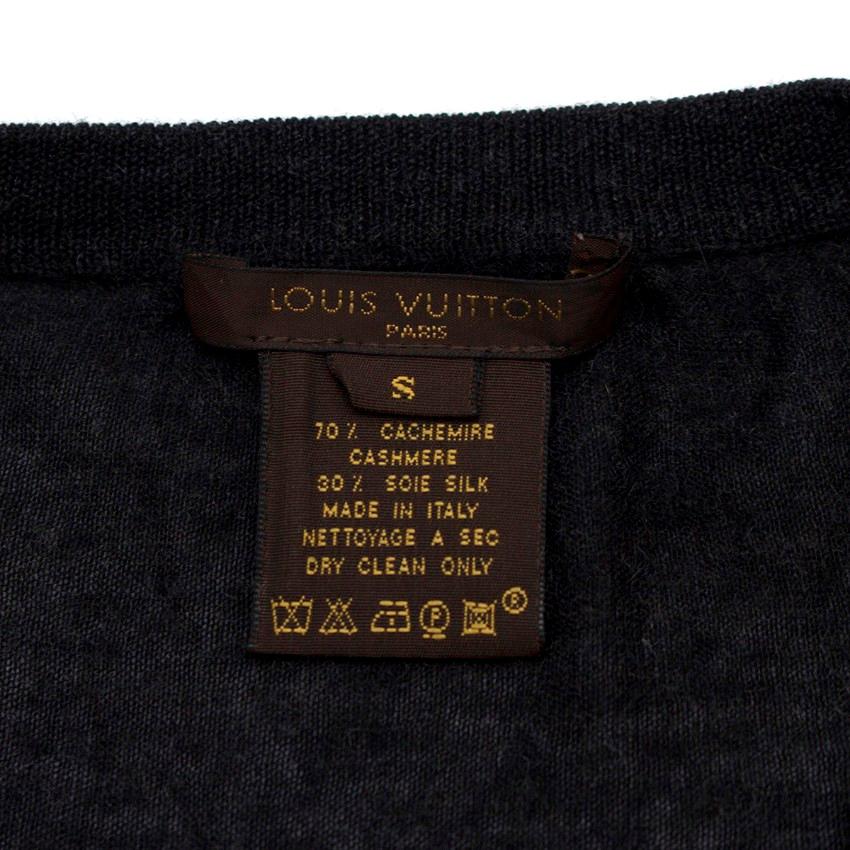 LOUIS VUITTON
PARIS
S
70% CACHEMIRE
CASHMERE
30% SOIE SILK
MADE IN ITALY
NETTOYAGE A SEC
DRY CLEAN ONLY
P ®